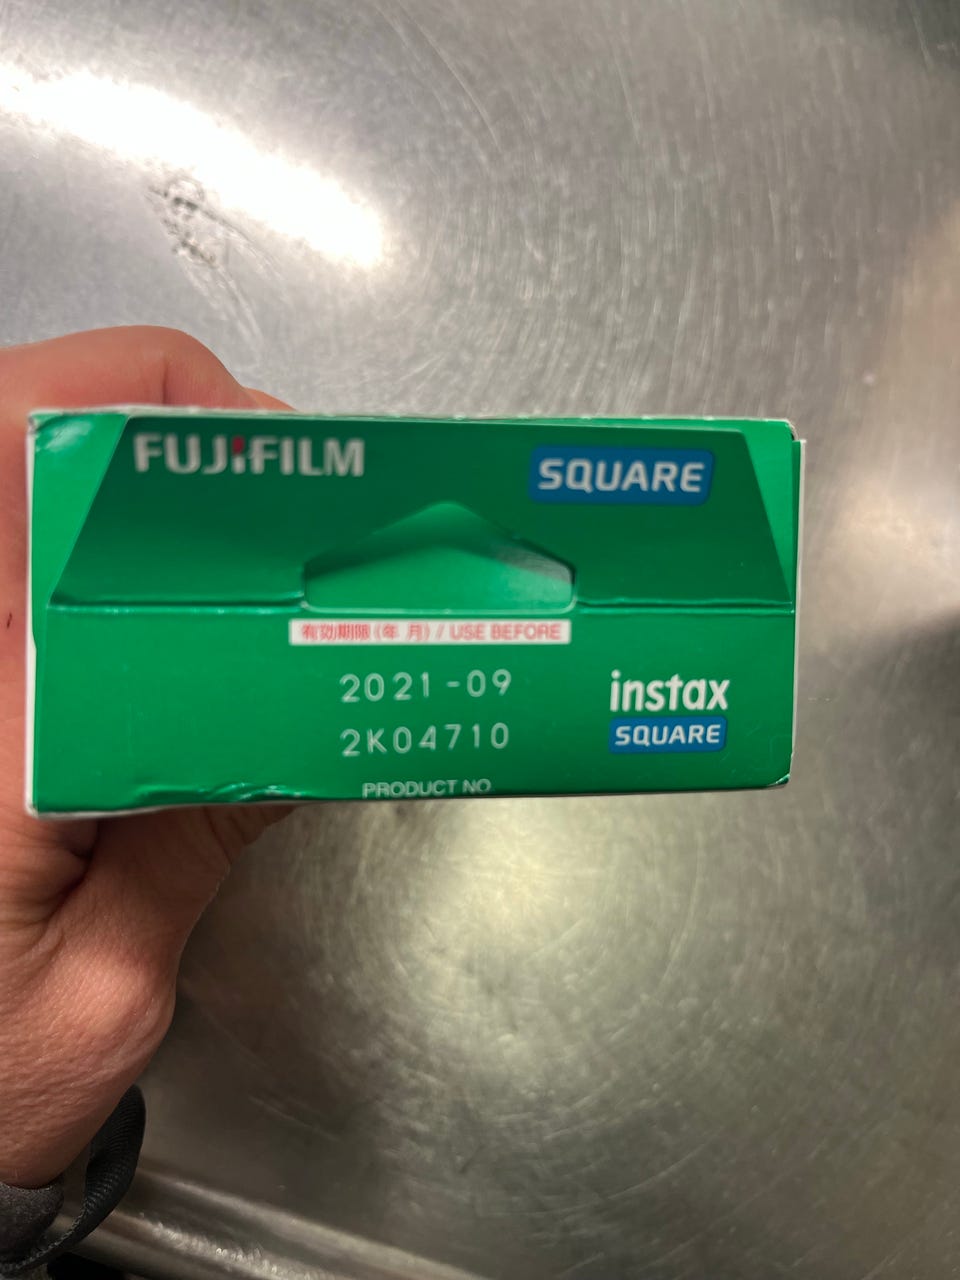 FUJIFILM
SQUARE
有効期限(年 月) / USE BEFORE
2021-09
2K04710
instax
SQUARE
PRODUCT NO.